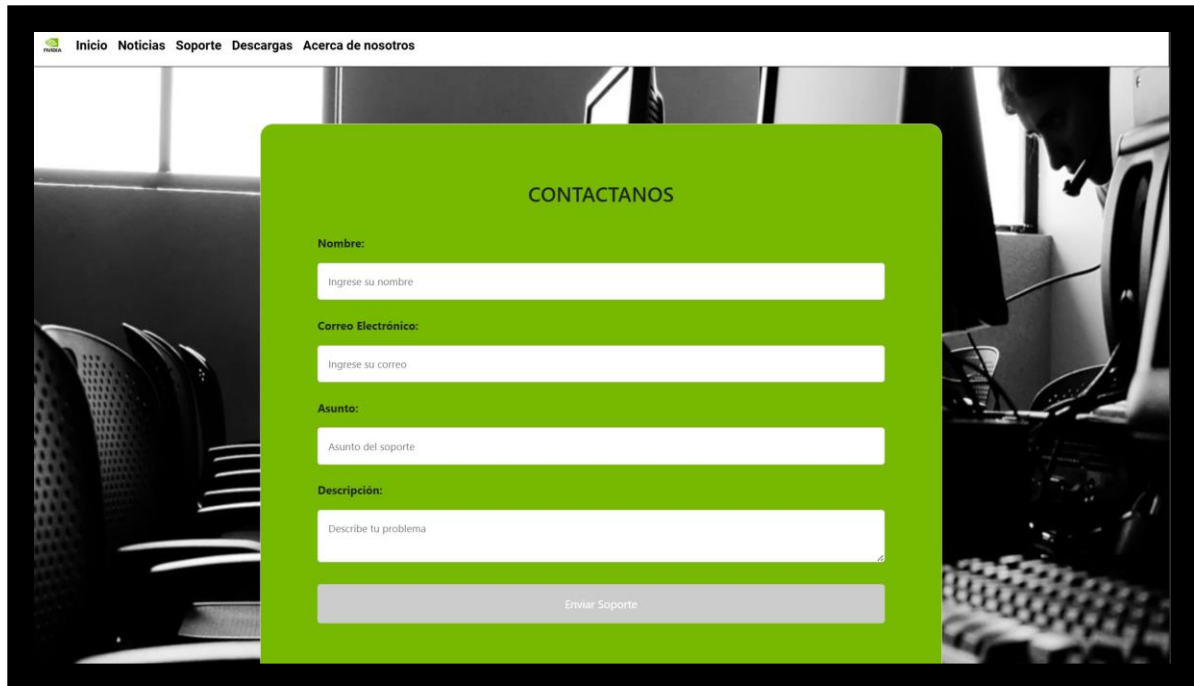 NVIDIA Inicio Noticias Soporte Descargas Acerca de nosotros
CONTACTANOS
Nombre:
Ingrese su nombre
Correo Electrónico:
Ingrese su correo
Asunto:
Asunto del soporte
Descripción:
Describe tu problema
Enviar Soporte